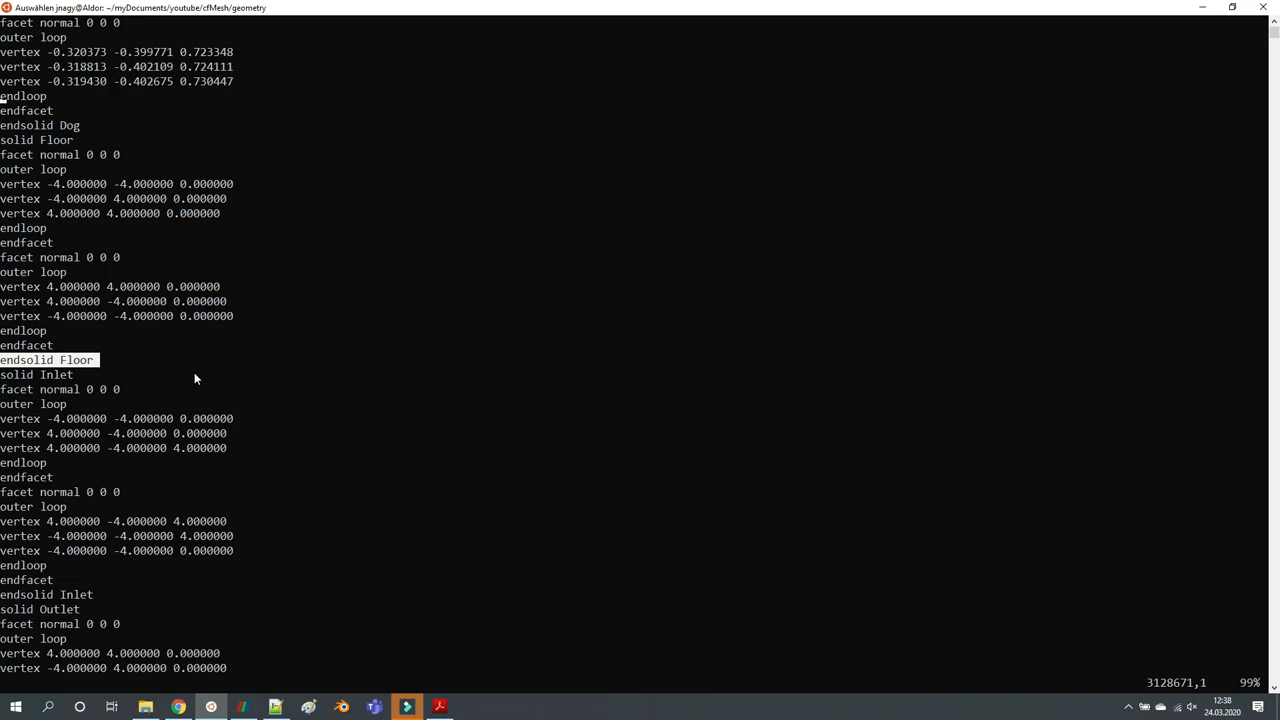 Auswählen jnagy@Aldor: ~/myDocuments/youtube/cfMesh/geometry
facet normal 0 0 0
outer loop
vertex -0.320373 -0.399771 0.723348
vertex -0.318813 -0.402109 0.724111
vertex -0.319430 -0.402675 0.730447
endloop
endfacet
endsolid Dog
solid Floor
facet normal 0 0 0
outer loop
vertex -4.000000 -4.000000 0.000000
vertex -4.000000 4.000000 0.000000
vertex 4.000000 4.000000 0.000000
endloop
endfacet
facet normal 0 0 0
outer loop
vertex 4.000000 4.000000 0.000000
vertex 4.000000 -4.000000 0.000000
vertex -4.000000 -4.000000 0.000000
endloop
endfacet
endsolid Floor
solid Inlet
facet normal 0 0 0
outer loop
vertex -4.000000 -4.000000 0.000000
vertex 4.000000 -4.000000 0.000000
vertex 4.000000 -4.000000 4.000000
endloop
endfacet
facet normal 0 0 0
outer loop
vertex 4.000000 -4.000000 4.000000
vertex -4.000000 -4.000000 4.000000
vertex -4.000000 -4.000000 0.000000
endloop
endfacet
endsolid Inlet
solid Outlet
facet normal 0 0 0
outer loop
vertex 4.000000 4.000000 0.000000
vertex -4.000000 4.000000 0.000000
3128671,1 99%
12:38
24.03.2020